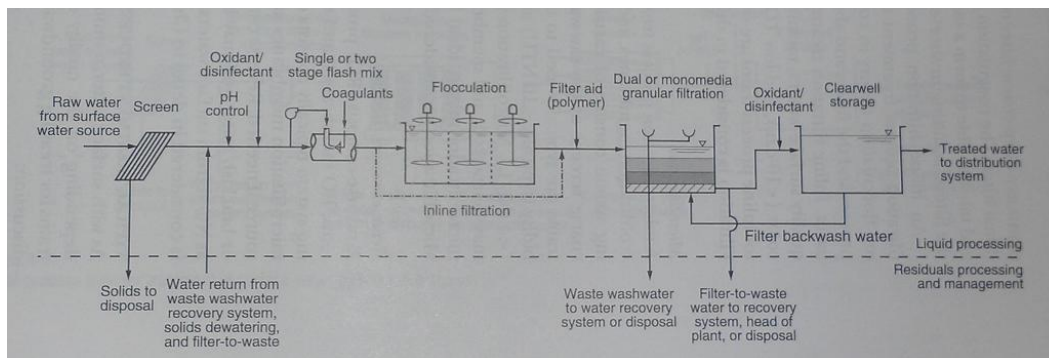 Raw water
from surface
water source
Screen
pH
control
Oxidant/
disinfectant
Single or two
stage flash mix
Coagulants
Flocculation
Inline filtration
Filter aid
(polymer)
Dual or monomedia
granular filtration
Oxidant/
disinfectant
Clearwell
storage
Treated water
to distribution
system
Filter backwash water
Liquid processing
Residuals processing
and management
Solids to
disposal
Water return from
waste washwater
recovery system,
solids dewatering,
and filter-to-waste
Waste washwater
to water recovery
system or disposal
Filter-to-waste
water to recovery
system, head of
plant, or disposal